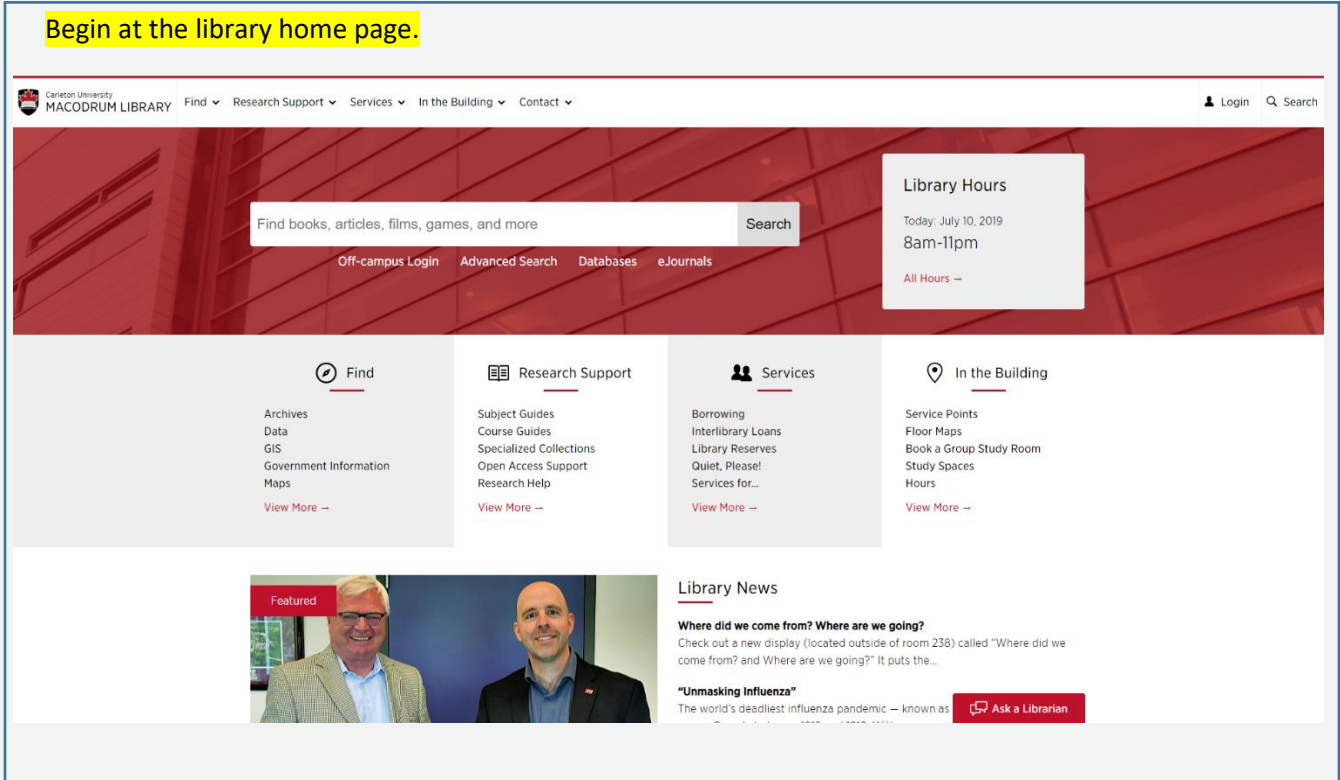 Begin at the library home page.
Carleton University
MACODRUM LIBRARY
Find
Research Support
Services
In the Building
Contact
Login
Search
Find books, articles, films, games, and more
Search
Off-campus Login
Advanced Search
Databases
eJournals
Library Hours
Today: July 10, 2019
8am-11pm
All Hours →
Find
Archives
Data
GIS
Government Information
Maps
View More →
Research Support
Subject Guides
Course Guides
Specialized Collections
Open Access Support
Research Help
View More →
Services
Borrowing
Interlibrary Loans
Library Reserves
Quiet, Please!
Services for...
View More →
In the Building
Service Points
Floor Maps
Book a Group Study Room
Study Spaces
Hours
View More →
Featured
Library News
Where did we come from? Where are we going?
Check out a new display (located outside of room 238) called “Where did we
come from? and Where are we going?” It puts the...
“Unmasking Influenza”
The world’s deadliest influenza pandemic — known as
Ask a Librarian